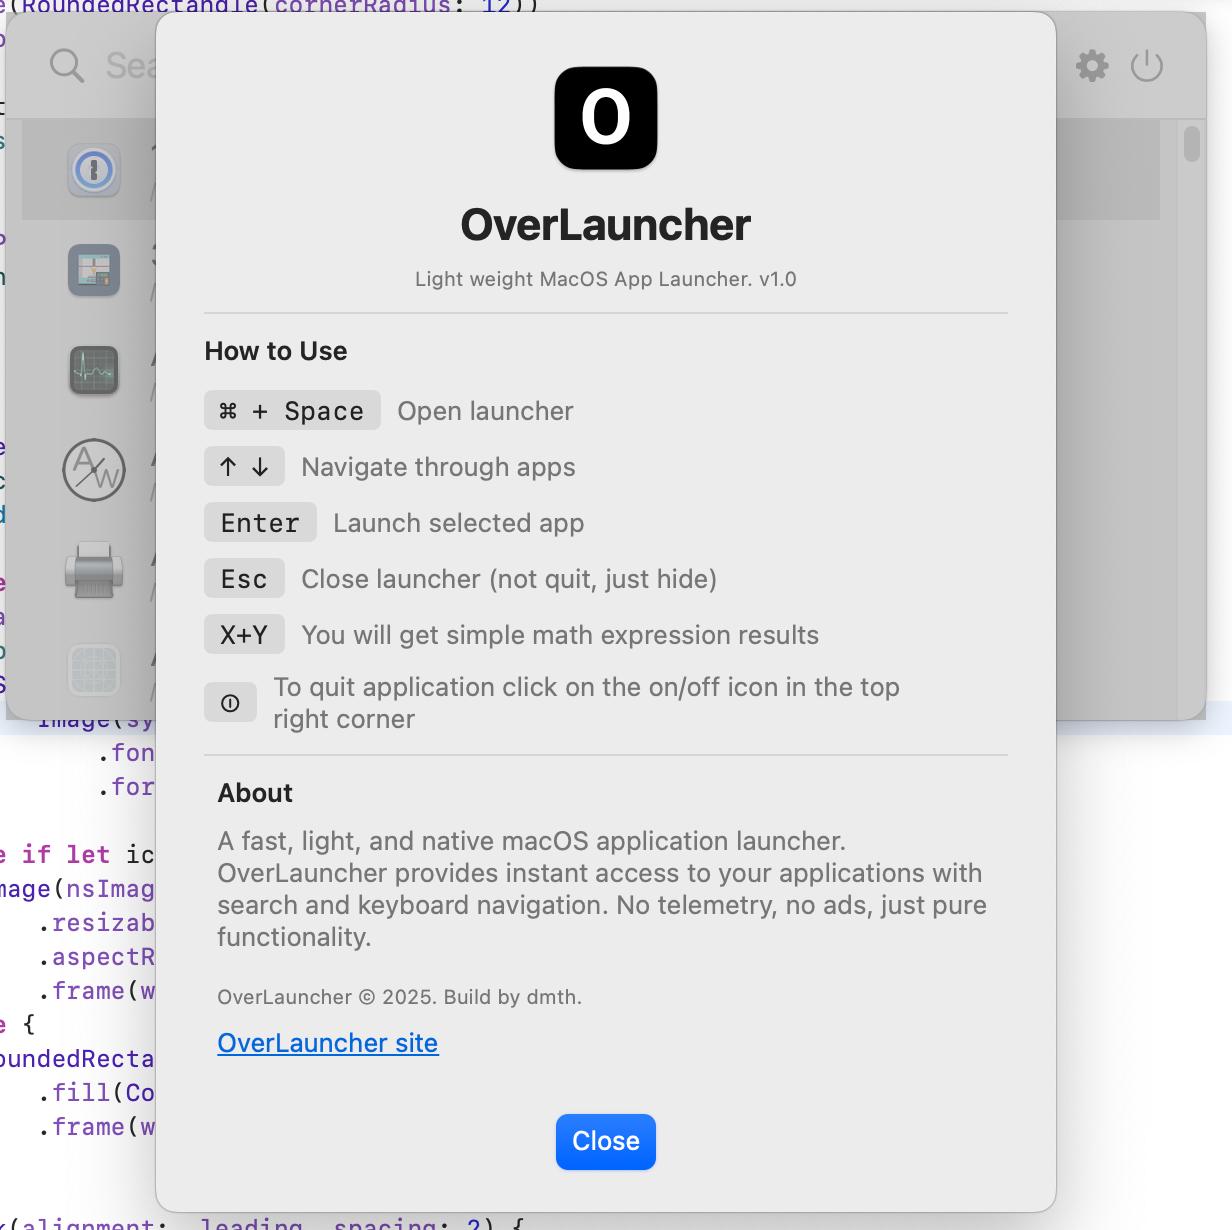 (RoundedRectangle(cornerRadius: 12))
Sea
O
OverLauncher
Light weight MacOS App Launcher. v1.0
How to Use
⌘ + Space Open launcher
↑ ↓ Navigate through apps
Enter Launch selected app
Esc Close launcher (not quit, just hide)
X+Y You will get simple math expression results
To quit application click on the on/off icon in the top
right corner
Image(sy
.fon
.for
About
A fast, light, and native macOS application launcher.
OverLauncher provides instant access to your applications with
search and keyboard navigation. No telemetry, no ads, just pure
functionality.
e if let ic
mage(nsImag
.resizab
.aspectR
.frame(w
e {
oundedRecta
.fill(Co
.frame(w
OverLauncher © 2025. Build by dmth.
OverLauncher site
Close
(alignment: .leading, spacing: 2) {